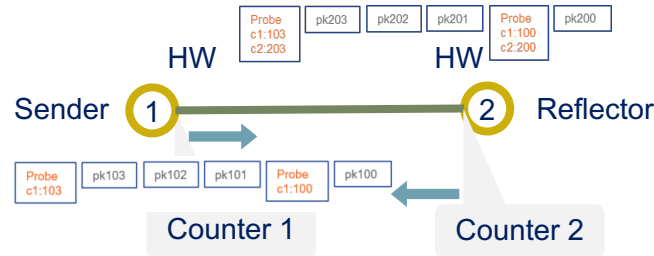 Probe
c1:103
c2:203
pk203
pk202
pk201
Probe
c1:100
c2:200
pk200
HW
HW
Sender
1
2
Reflector
Probe
c1:103
pk103
pk102
pk101
Probe
c1:100
pk100
Counter 1
Counter 2